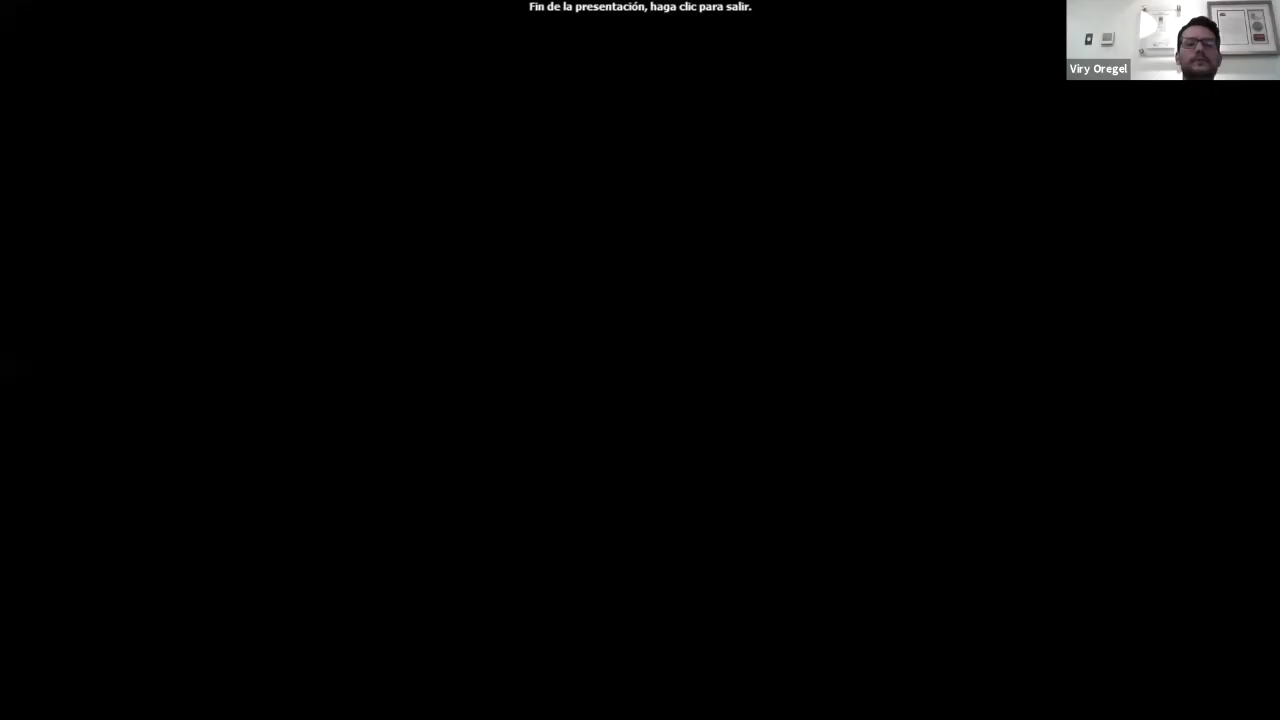 Fin de la presentación, haga clic para salir.
Viry Oregel